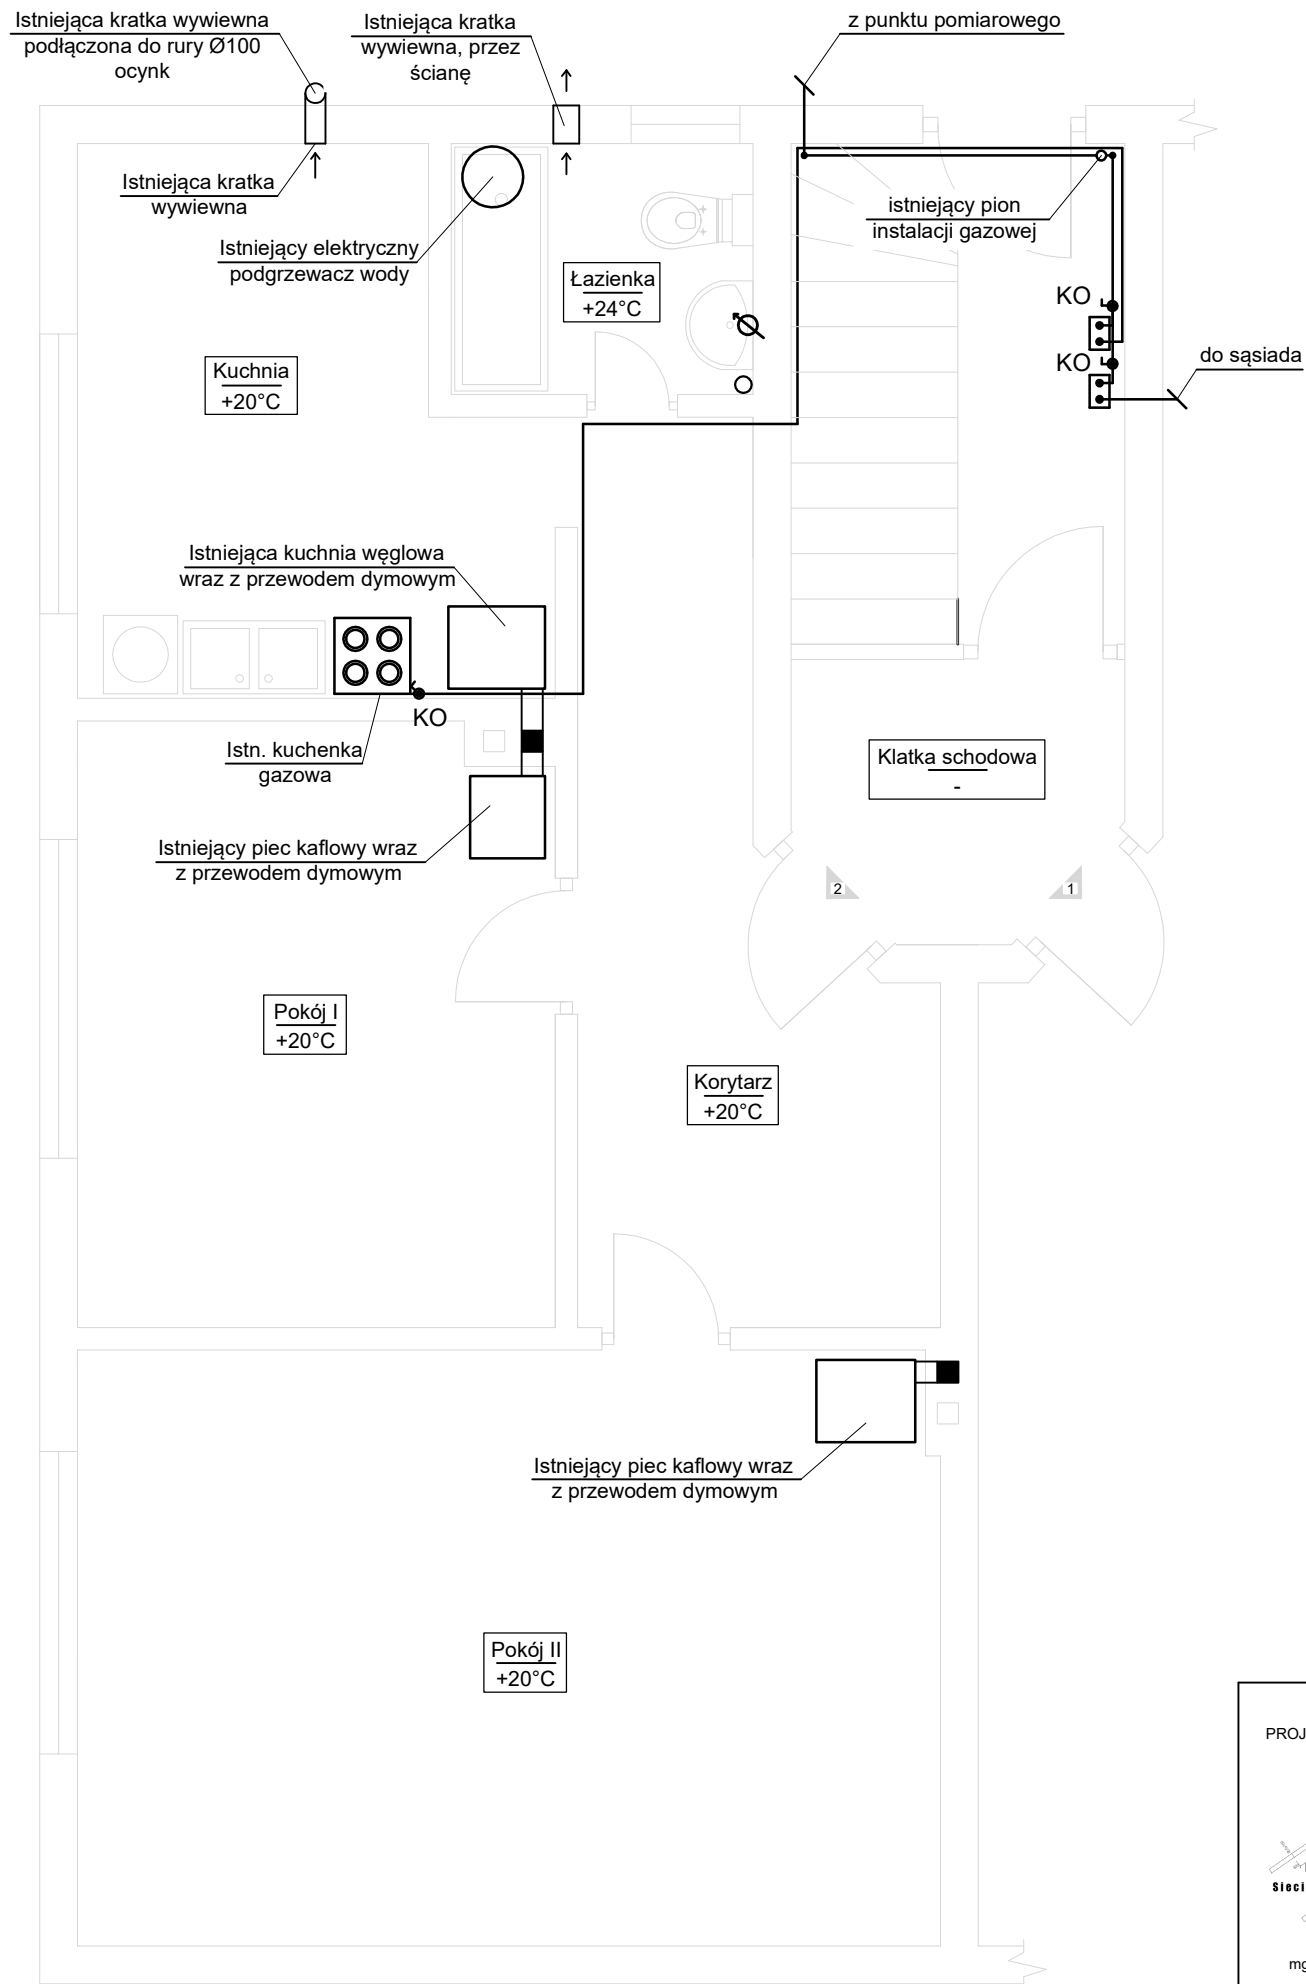 Istniejąca kratka wywiewna
podłączona do rury Ø100
ocynk
Istniejąca kratka
wywiewna, przez
ścianę
z punktu pomiarowego
Istniejąca kratka
wywiewna
istniejący pion
instalacji gazowej
Istniejący elektryczny
podgrzewacz wody
Łazienka
+24°C
KO
KO
do sąsiada
Kuchnia
+20°C
Istniejąca kuchnia węglowa
wraz z przewodem dymowym
KO
Istn. kuchenka
gazowa
Klatka schodowa
-
Istniejący piec kaflowy wraz
z przewodem dymowym
2
1
Pokój I
+20°C
Korytarz
+20°C
Istniejący piec kaflowy wraz
z przewodem dymowym
Pokój II
+20°C
PROJ
Sieci
mg